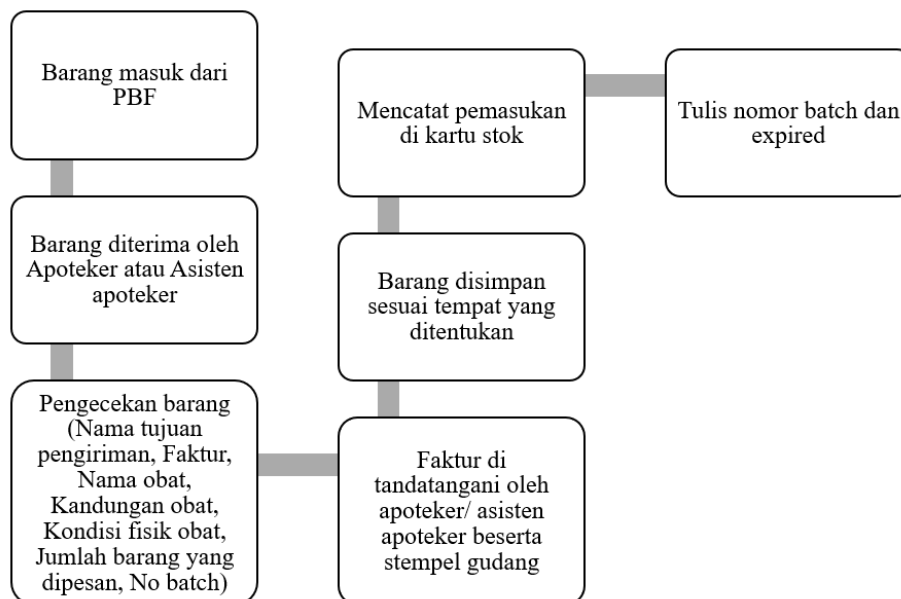 Barang masuk dari
PBF
Barang diterima oleh
Apoteker atau Asisten
apoteker
Pengecekan barang
(Nama tujuan
pengiriman, Faktur,
Nama obat,
Kandungan obat,
Kondisi fisik obat,
Jumlah barang yang
dipesan, No batch)
Faktur di
tandatangani oleh
apoteker/ asisten
apoteker beserta
stempel gudang
Barang disimpan
sesuai tempat yang
ditentukan
Mencatat pemasukan
di kartu stok
Tulis nomor batch dan
expired